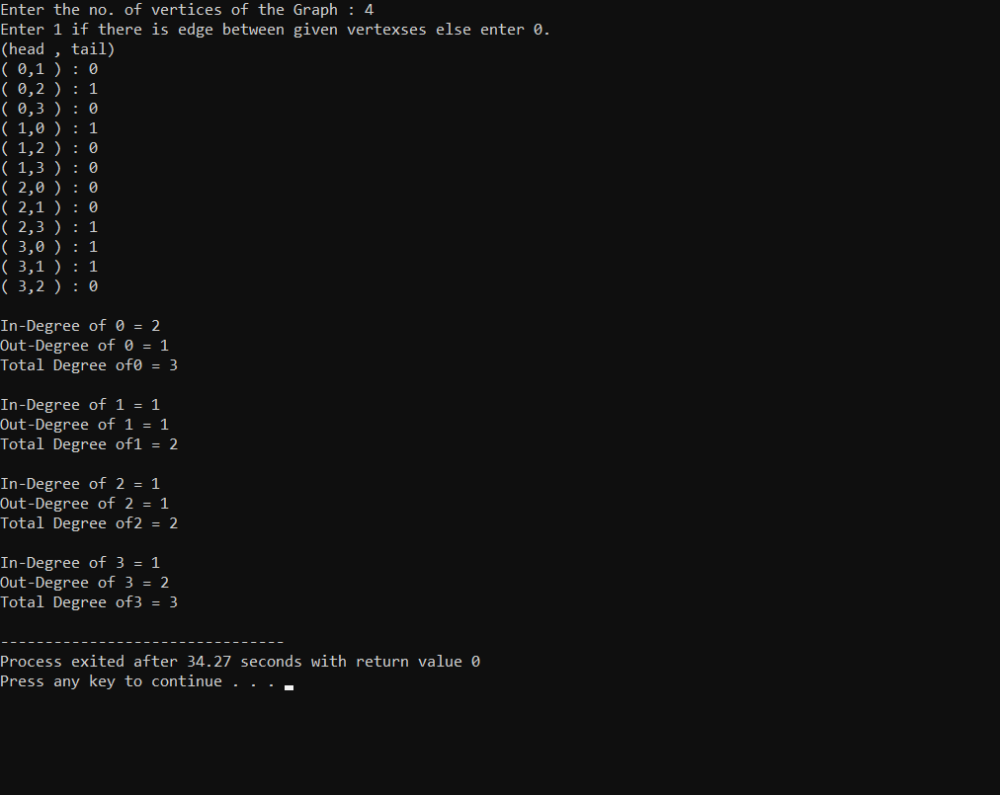 Enter the no. of vertices of the Graph : 4
Enter 1 if there is edge between given vertexses else enter 0.
(head , tail)
( 0,1 ) : 0
( 0,2 ) : 1
( 0,3 ) : 0
( 1,0 ) : 1
( 1,2 ) : 0
( 1,3 ) : 0
( 2,0 ) : 0
( 2,1 ) : 0
( 2,3 ) : 1
( 3,0 ) : 1
( 3,1 ) : 1
( 3,2 ) : 0
In-Degree of 0 = 2
Out-Degree of 0 = 1
Total Degree of0 = 3
In-Degree of 1 = 1
Out-Degree of 1 = 1
Total Degree of1 = 2
In-Degree of 2 = 1
Out-Degree of 2 = 1
Total Degree of2 = 2
In-Degree of 3 = 1
Out-Degree of 3 = 2
Total Degree of3 = 3
--------------------------------
Process exited after 34.27 seconds with return value 0
Press any key to continue . . .